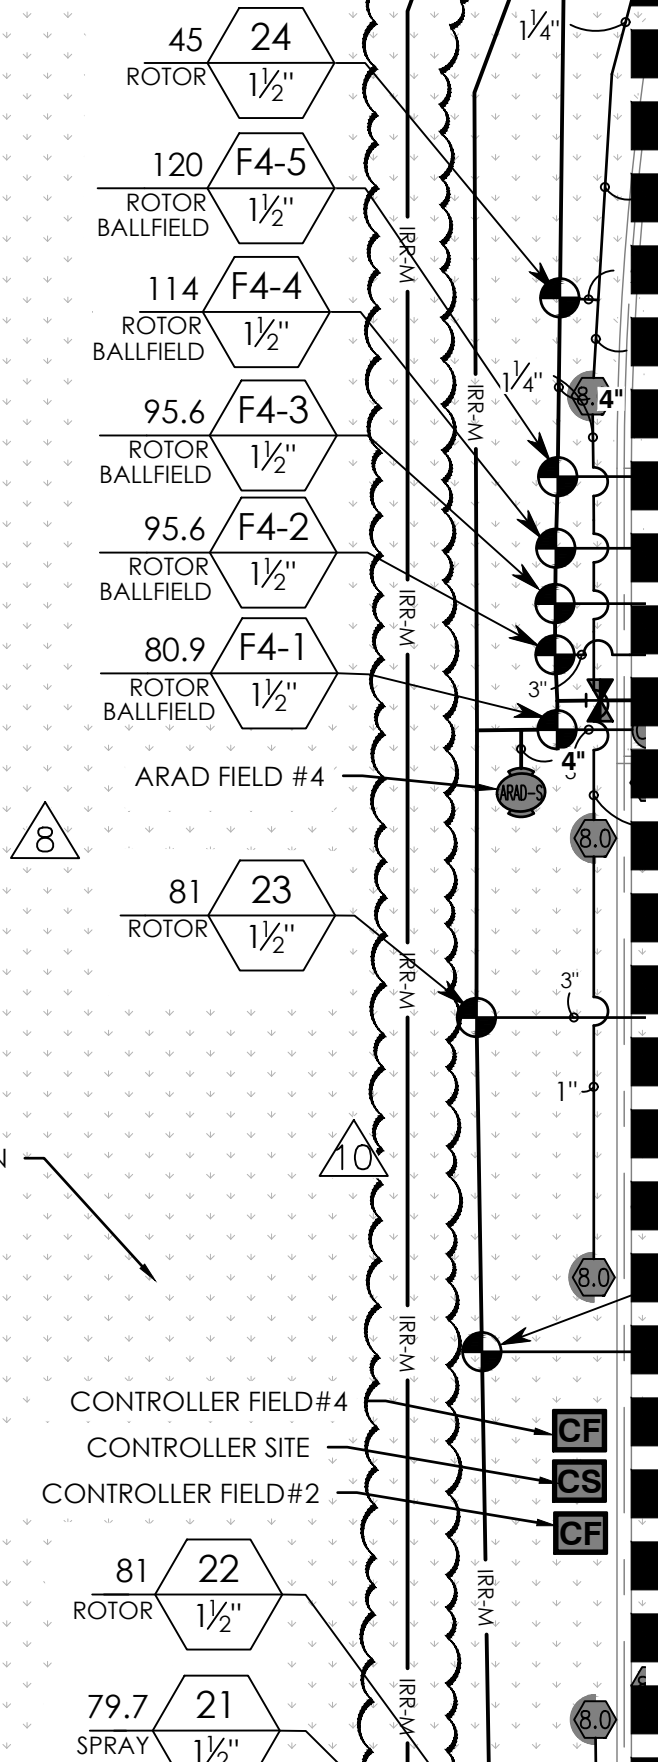 45 24
ROTOR 1½"
1¼"
120 F4-5
ROTOR 1½"
BALLFIELD
IRR-M
114 F4-4
ROTOR 1½"
BALLFIELD
1¼"
8. 4"
IRR-M
95.6 F4-3
ROTOR 1½"
BALLFIELD
95.6 F4-2
ROTOR 1½"
BALLFIELD
IRR-M
80.9 F4-1
ROTOR 1½"
BALLFIELD
3"
4"
ARAD FIELD #4
ARAD-S
8
8.0
81 23
ROTOR 1½"
IRR-M
3"
1"
10
N
8.0
IRR-M
CONTROLLER FIELD#4 CF
CONTROLLER SITE CS
CONTROLLER FIELD#2 CF
81 22
ROTOR 1½"
IRR-M
IRR-M
79.7 21
SPRAY 1½"
8.0